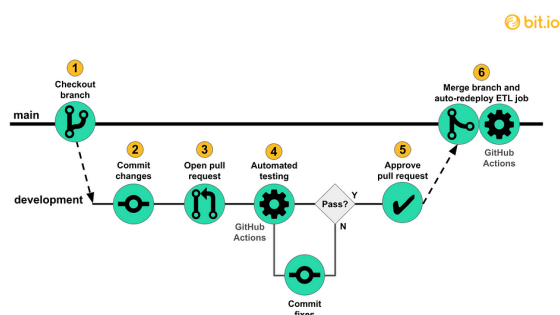 bit.io
1
Checkout
branch
6
Merge branch and
auto-redeploy ETL job
main
GitHub
Actions
2
Commit
changes
3
Open pull
request
4
Automated
testing
5
Approve
pull request
development
Pass?
Y
N
GitHub
Actions
Commit
fixes